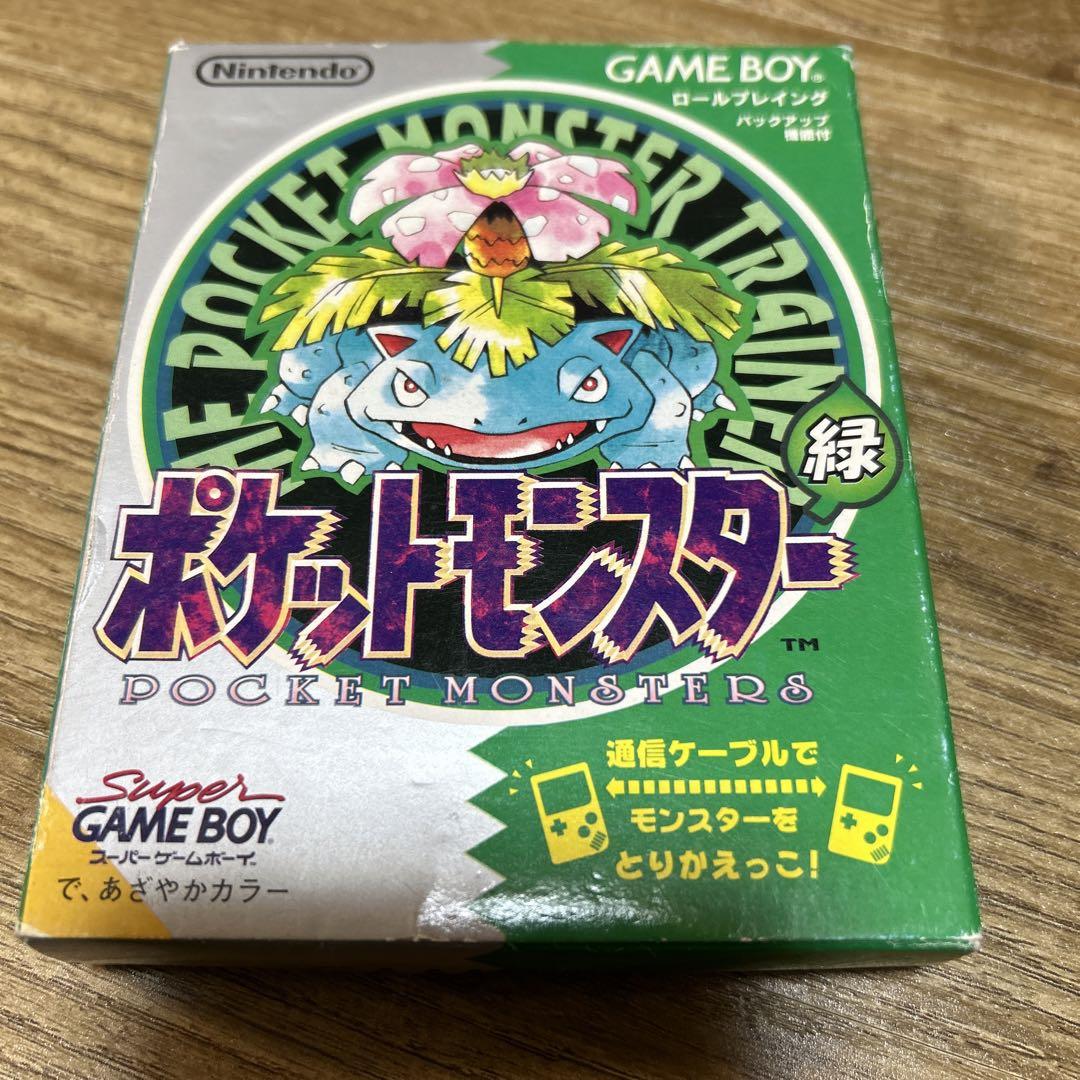 Nintendo
GAME BOY®
ロールプレイング
バックアップ
機能付
THE POCKET MONSTER TRAINER
緑
ポケットモンスター
TM
POCKET MONSTERS
通信ケーブルで
モンスターを
とりかえっこ!
Super
GAME BOY
スーパーゲームボーイ
で、あざやかカラー